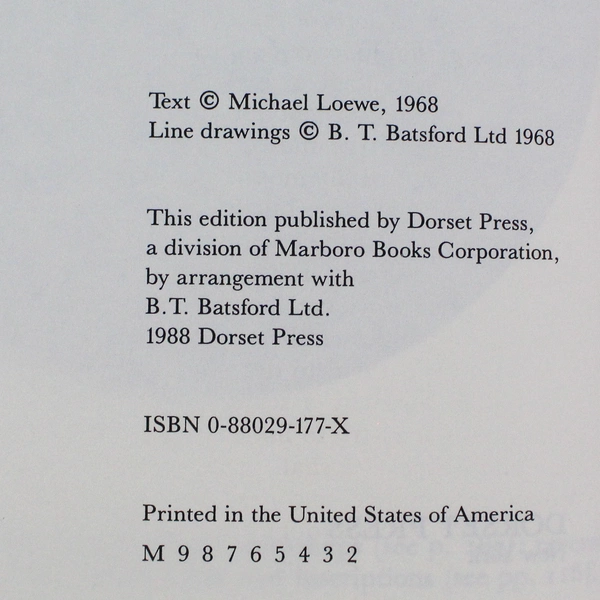 Text © Michael Loewe, 1968
Line drawings © B. T. Batsford Ltd 1968
This edition published by Dorset Press,
a division of Marboro Books Corporation,
by arrangement with
B.T. Batsford Ltd.
1988 Dorset Press
ISBN 0-88029-177-X
Printed in the United States of America
M 9 8 7 6 5 4 3 2